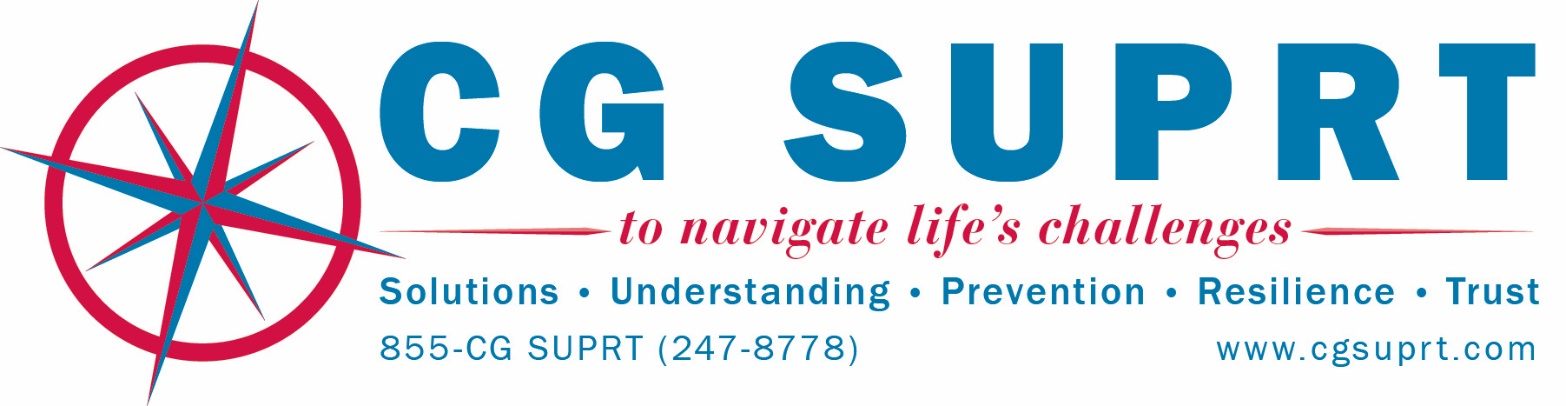 CG SUPRT
to navigate life's challenges
Solutions • Understanding • Prevention • Resilience • Trust
855-CG SUPRT (247-8778) www.cgsuprt.com